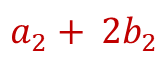 a₂ + 2b₂